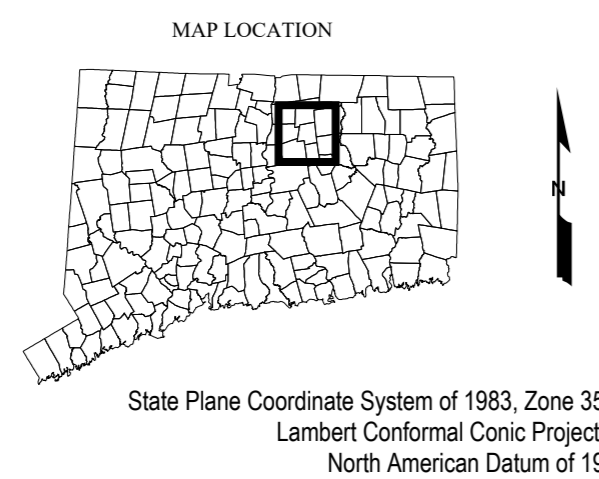 MAP LOCATION
N
State Plane Coordinate System of 1983, Zone 35
Lambert Conformal Conic Project
North American Datum of 19